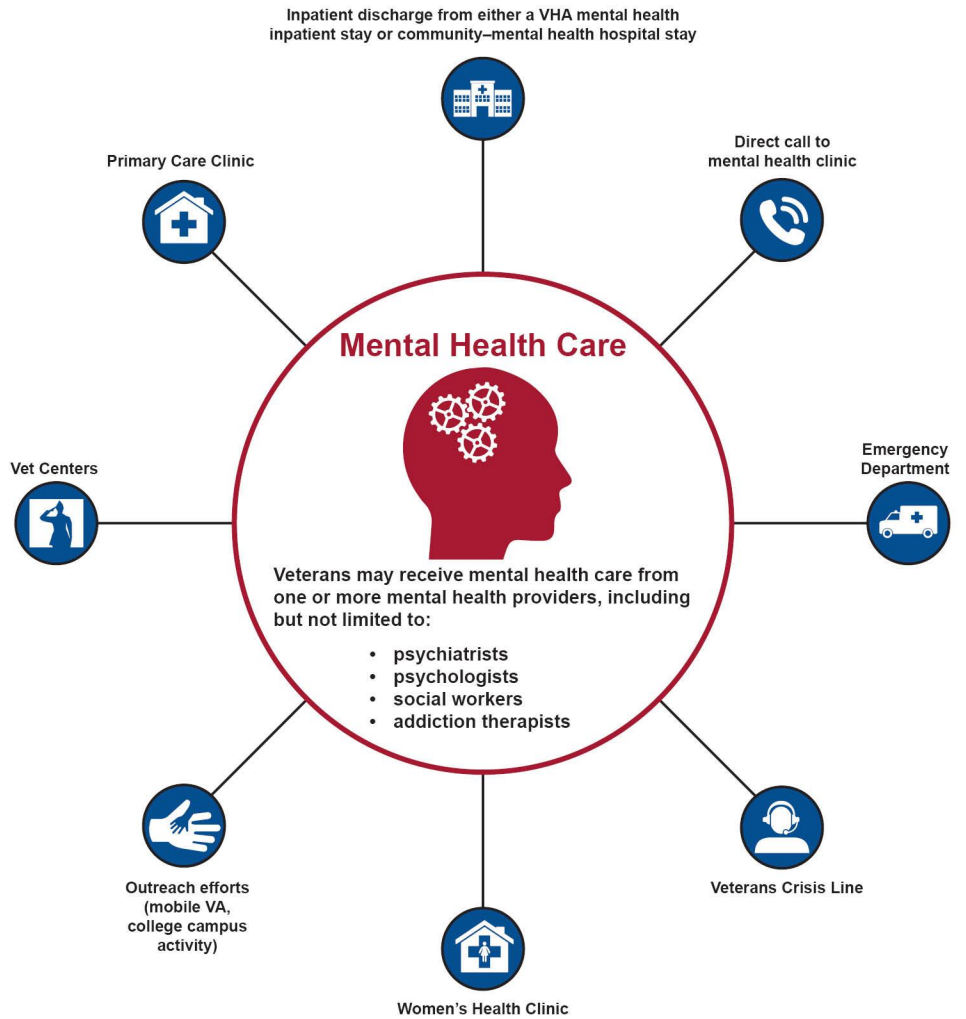 Inpatient discharge from either a VHA mental health
inpatient stay or community–mental health hospital stay
Primary Care Clinic
Direct call to
mental health clinic
Mental Health Care
Vet Centers
Emergency
Department
Veterans may receive mental health care from
one or more mental health providers, including
but not limited to:
• psychiatrists
• psychologists
• social workers
• addiction therapists
Outreach efforts
(mobile VA,
college campus
activity)
Veterans Crisis Line
Women’s Health Clinic